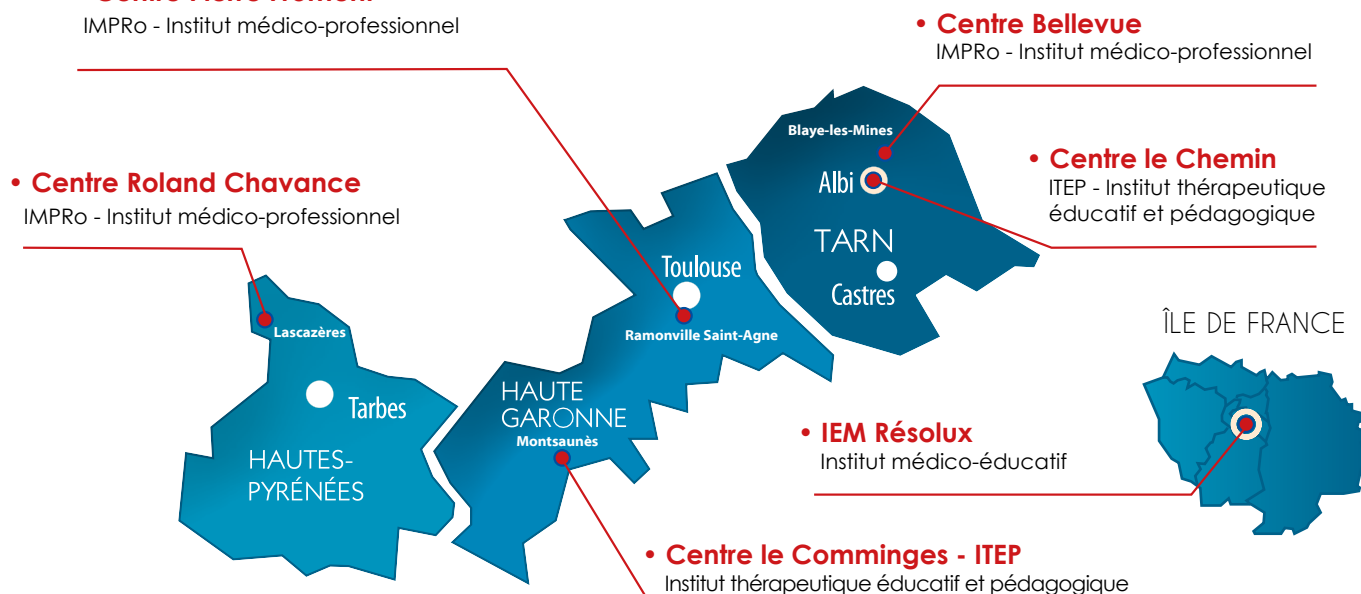 IMPRo - Institut médico-professionnel
• Centre Bellevue
IMPRo - Institut médico-professionnel
Blaye-les-Mines
• Centre le Chemin
ITEP - Institut thérapeutique
éducatif et pédagogique
Albi
• Centre Roland Chavance
IMPRo - Institut médico-professionnel
TARN
Castres
Toulouse
Ramonville Saint-Agne
Lascazères
ÎLE DE FRANCE
Tarbes
HAUTE
GARONNE
Montsaunès
• IEM Résolux
Institut médico-éducatif
HAUTES-
PYRÉNÉES
• Centre le Comminges - ITEP
Institut thérapeutique éducatif et pédagogique